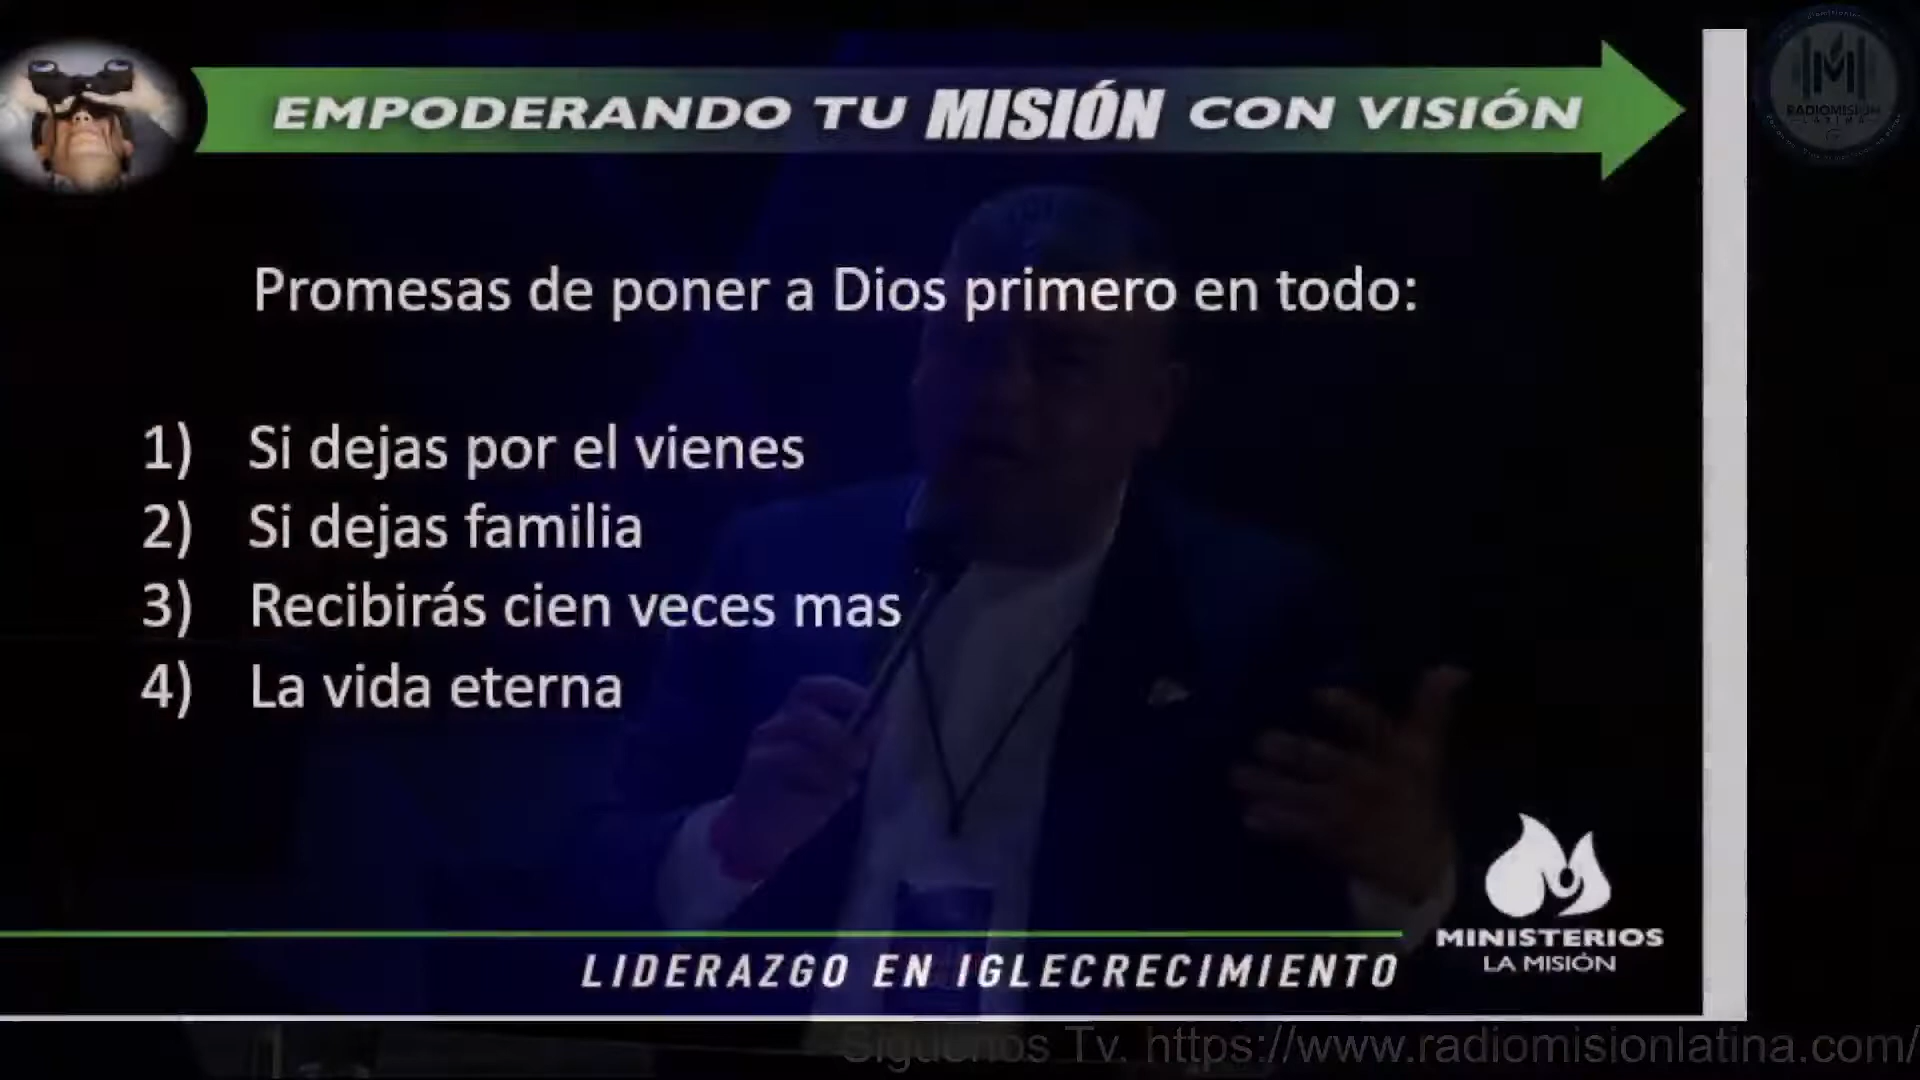 EMPODERANDO TU MISIÓN CON VISIÓN
RADIOMISION
LATINA
Promesas de poner a Dios primero en todo:
1) Si dejas por el vienes
2) Si dejas familia
3) Recibirás cien veces mas
4) La vida eterna
MINISTERIOS
LA MISIÓN
LIDERAZGO EN IGLECRECIMIENTO
Siguenos Tv. https://www.radiomisionlatina.com/